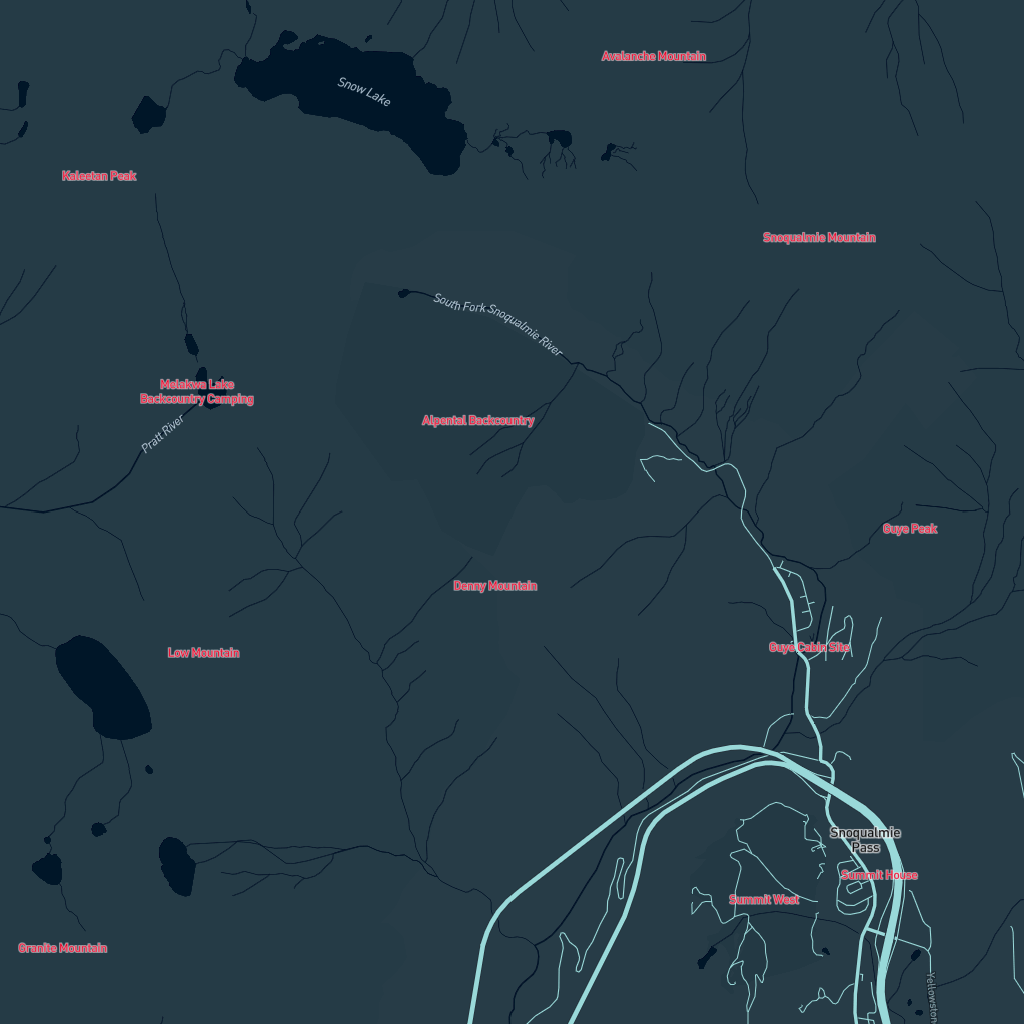 Avalanche Mountain
Snow Lake
Kaleetan Peak
Snoqualmie Mountain
South Fork Snoqualmie River
Melakwa Lake
Backcountry Camping
Alpental Backcountry
Pratt River
Guye Peak
Denny Mountain
Guye Cabin Site
Low Mountain
Snoqualmie
Pass
Summit House
Summit West
Granite Mountain
Yellowston